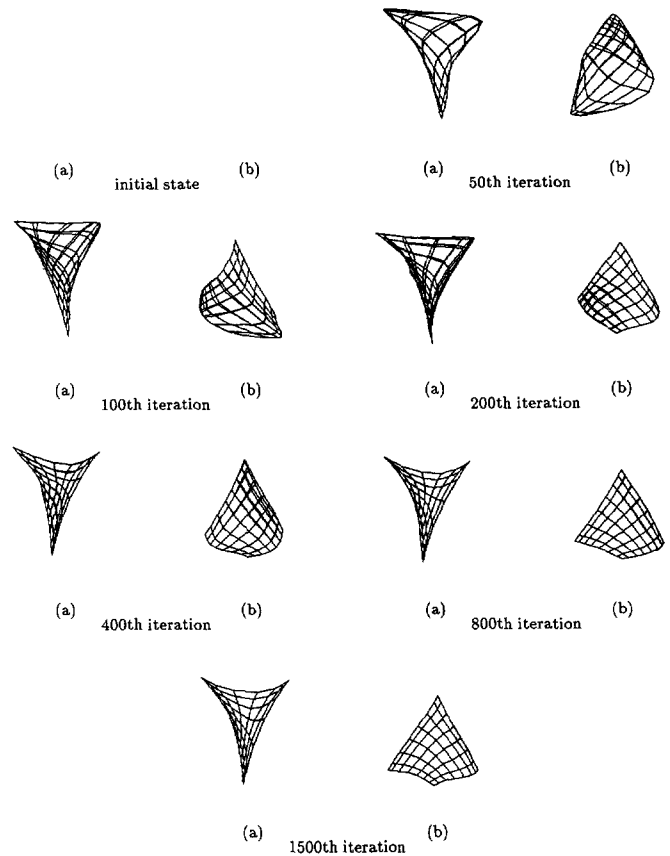 (a) (b) (a) (b)
initial state 50th iteration
(a) (b) (a) (b)
100th iteration 200th iteration
(a) (b) (a) (b)
400th iteration 800th iteration
(a) (b)
1500th iteration